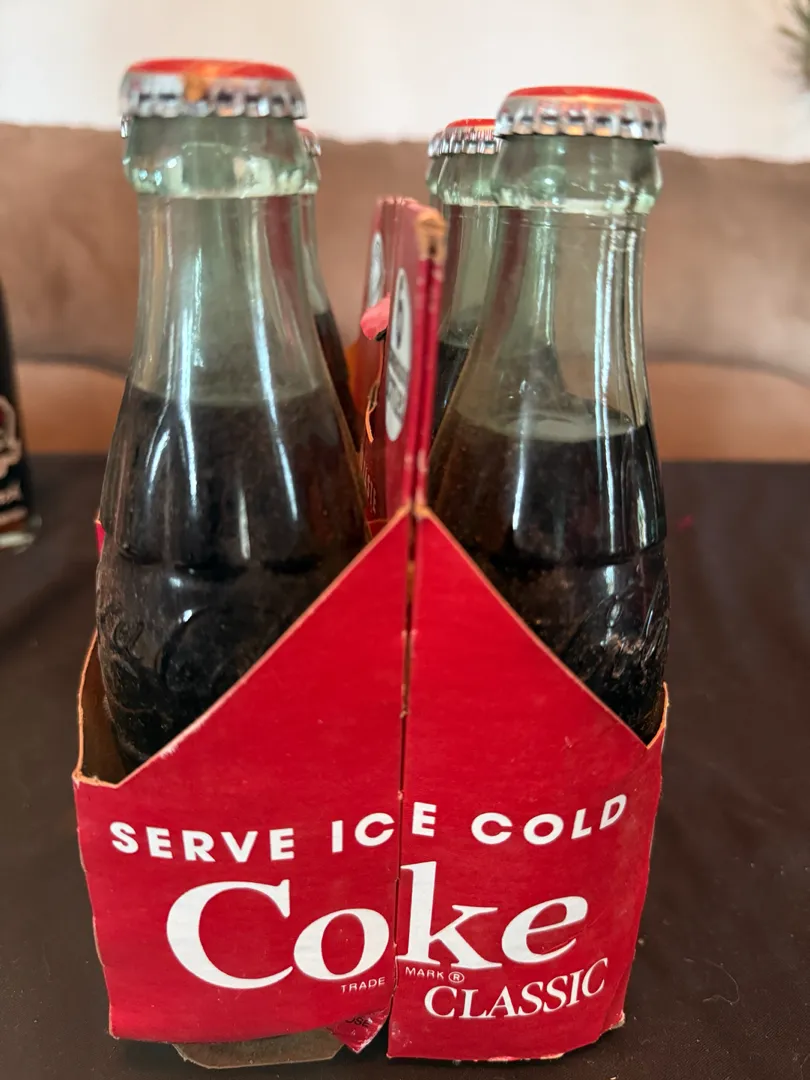 SERVE ICE COLD
Coke
TRADE MARK ®
CLASSIC